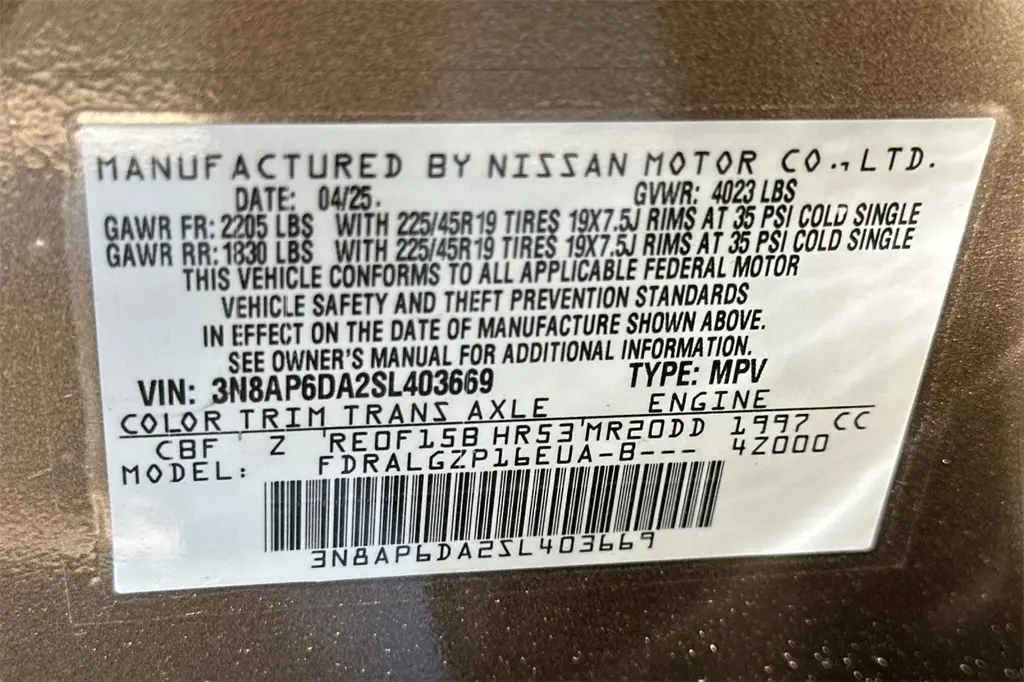 MANUFACTURED BY NISSAN MOTOR CO., LTD.
DATE: 04/25. GVWR: 4023 LBS
GAWR FR: 2205 LBS WITH 225/45R19 TIRES 19X7.5J RIMS AT 35 PSI COLD SINGLE
GAWR RR: 1830 LBS WITH 225/45R19 TIRES 19X7.5J RIMS AT 35 PSI COLD SINGLE
THIS VEHICLE CONFORMS TO ALL APPLICABLE FEDERAL MOTOR
VEHICLE SAFETY AND THEFT PREVENTION STANDARDS
IN EFFECT ON THE DATE OF MANUFACTURE SHOWN ABOVE.
SEE OWNER'S MANUAL FOR ADDITIONAL INFORMATION.
VIN: 3N8AP6DA2SL403669 TYPE: MPV
COLOR TRIM TRANS AXLE ENGINE
CBF Z RE0F15B HR53 MR20DD 1997 CC
MODEL: FDRALGZP16EUA-B--- 4Z000
3N8AP6DA2SL403669